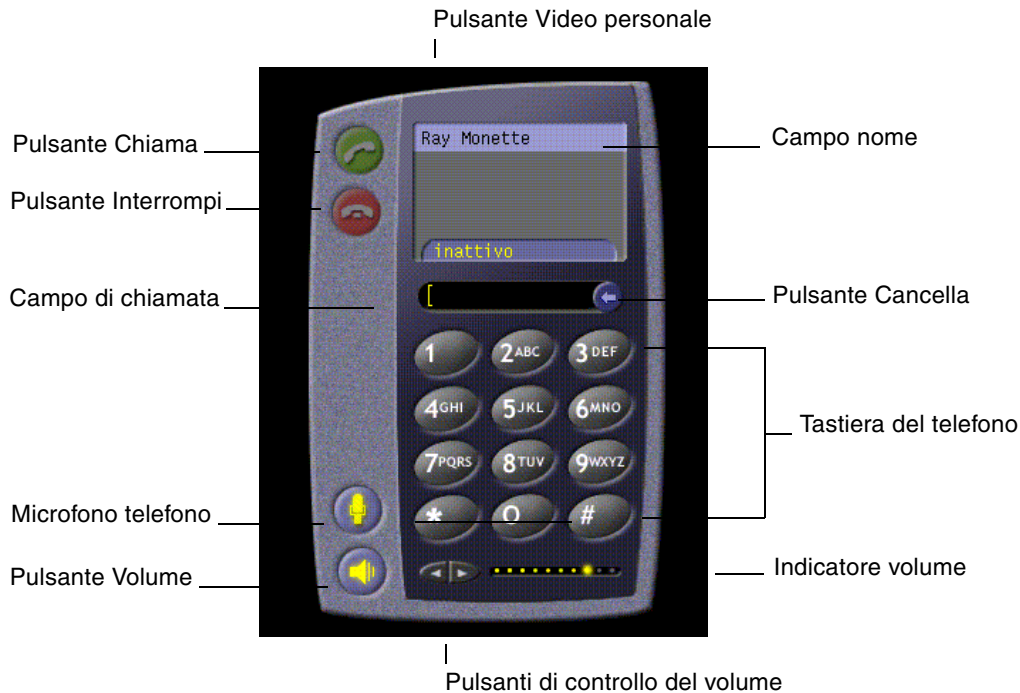 Pulsante Video personale
Pulsante Chiama
Ray Monette
Campo nome
Pulsante Interrompi
inattivo
Campo di chiamata
[
Pulsante Cancella
1
2ABC
3DEF
4GHI
5JKL
6MNO
Tastiera del telefono
7PQRS
8TUV
9WXYZ
Microfono telefono
*
0
#
Pulsante Volume
Indicatore volume
Pulsanti di controllo del volume